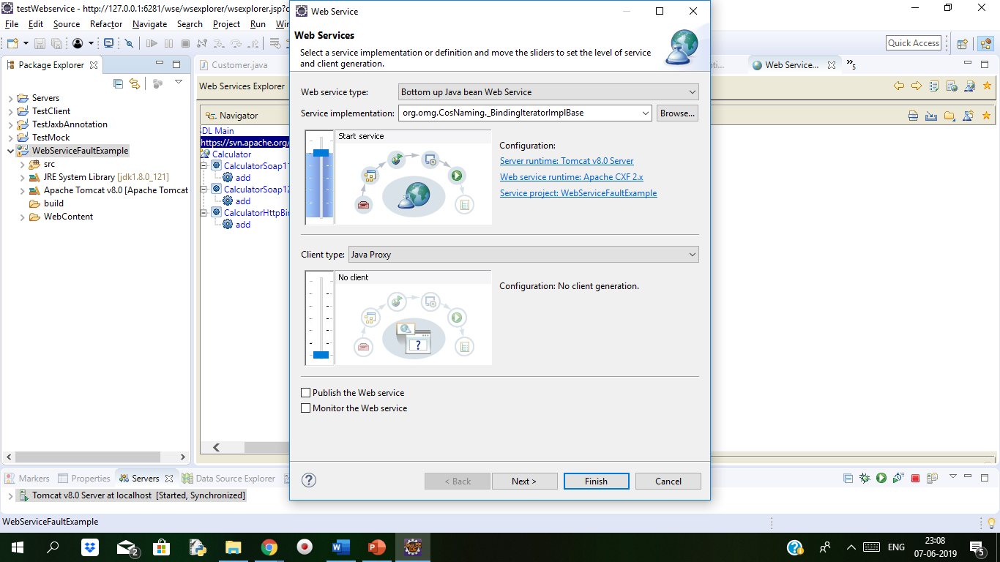 testWebservice - http://127.0.0.1:6281/wse/wsexplorer/wsexplorer.jsp?
File Edit Source Refactor Navigate Search Project Run
Quick Access
Package Explorer
Servers
TestClient
TestJaxbAnnotation
TestMock
WebServiceFaultExample
src
JRE System Library [jdk1.8.0_121]
Apache Tomcat v8.0 [Apache Tomcat
build
WebContent
Customer.java
Web Service...
5
Web Services Explorer
Navigator
DL Main
https://svn.apache.org/
Calculator
CalculatorSoap11
add
CalculatorSoap12
add
CalculatorHttpBin
add
Web Service
Web Services
Select a service implementation or definition and move the sliders to set the level of service
and client generation.
Web service type: Bottom up Java bean Web Service
Service implementation: org.omg.CosNaming._BindingIteratorImplBase Browse...
Start service
Configuration:
Server runtime: Tomcat v8.0 Server
Web service runtime: Apache CXF 2.x
Service project: WebServiceFaultExample
Client type: Java Proxy
No client
Configuration: No client generation.
Publish the Web service
Monitor the Web service
< Back Next > Finish Cancel
Markers Properties Servers Data Source Explorer
Tomcat v8.0 Server at localhost [Started, Synchronized]
WebServiceFaultExample
2
ENG
23:08
07-06-2019
5